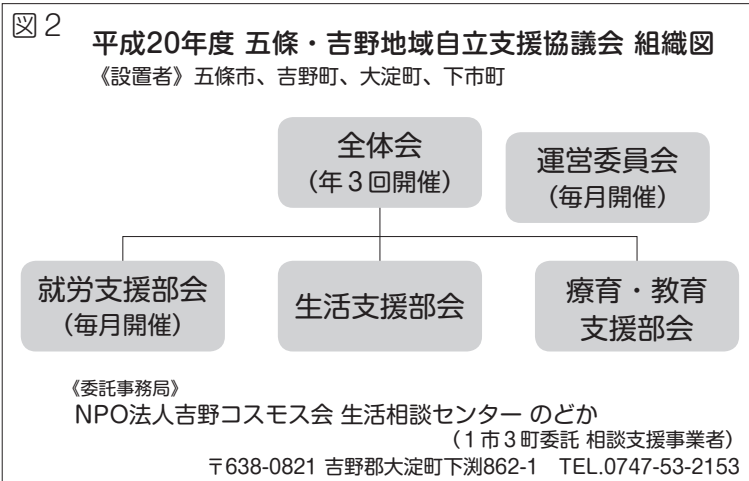 図2
平成20年度 五條・吉野地域自立支援協議会 組織図
《設置者》五條市、吉野町、大淀町、下市町
全体会
（年３回開催）
運営委員会
（毎月開催）
就労支援部会
（毎月開催）
生活支援部会
療育・教育
支援部会
《委託事務局》
NPO法人吉野コスモス会 生活相談センター のどか
（１市３町委託 相談支援事業者）
〒638-0821 吉野郡大淀町下渕862-1　TEL.0747-53-2153